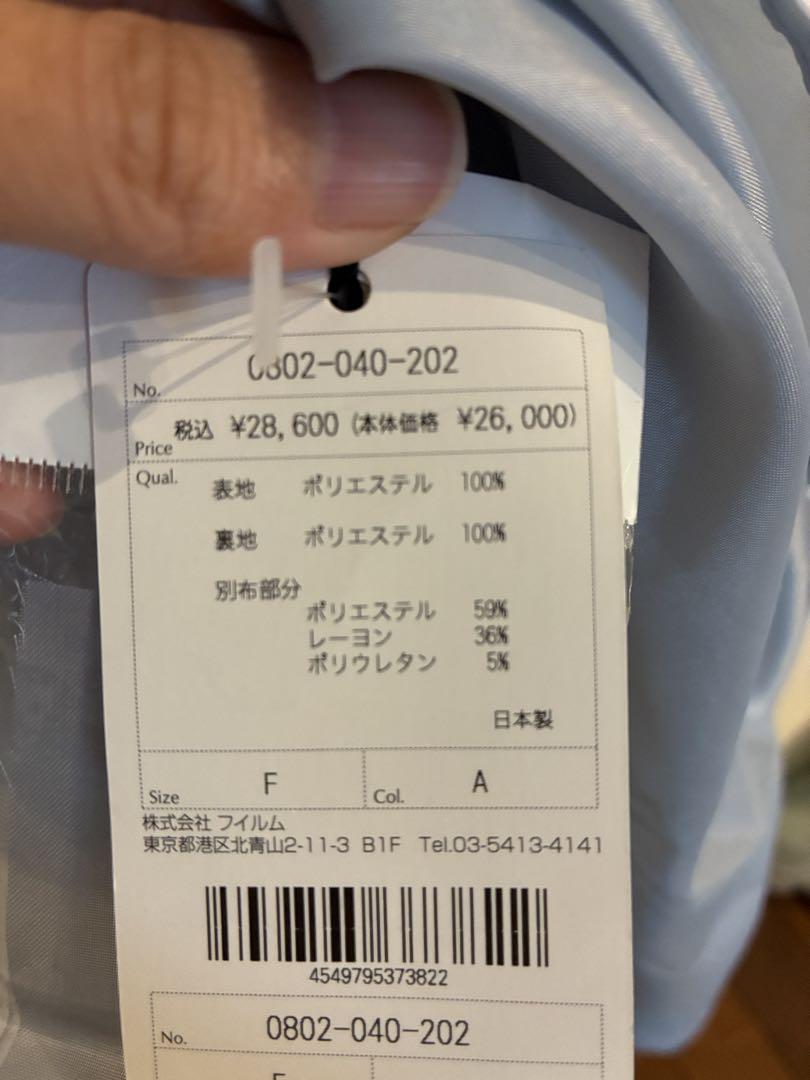 No. 0802-040-202
Price 税込 ¥28,600 (本体価格 ¥26,000)
Qual. 表地 ポリエステル 100%
裏地 ポリエステル 100%
別布部分
ポリエステル 59%
レーヨン 36%
ポリウレタン 5%
日本製
Size F Col. A
株式会社 フイルム
東京都港区北青山2-11-3 B1F Tel.03-5413-4141
4549795373822
No. 0802-040-202